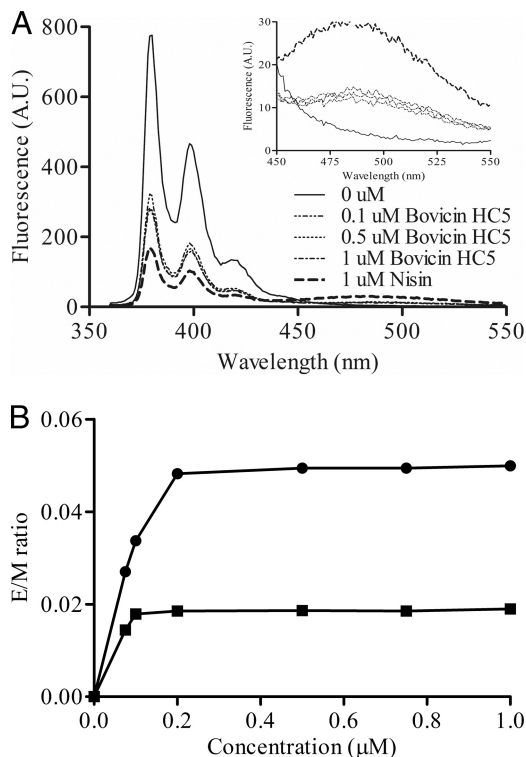 A
800
600
400
200
0
Fluorescence (A.U.)
350
400
450
500
550
Wavelength (nm)
30
20
10
0
Fluorescence (A.U.)
450
475
500
525
550
Wavelength (nm)
0 uM
0.1 uM Bovicin HC5
0.5 uM Bovicin HC5
1 uM Bovicin HC5
1 uM Nisin
B
0.06
0.04
0.02
0.00
E/M ratio
0.0
0.2
0.4
0.6
0.8
1.0
Concentration (μM)